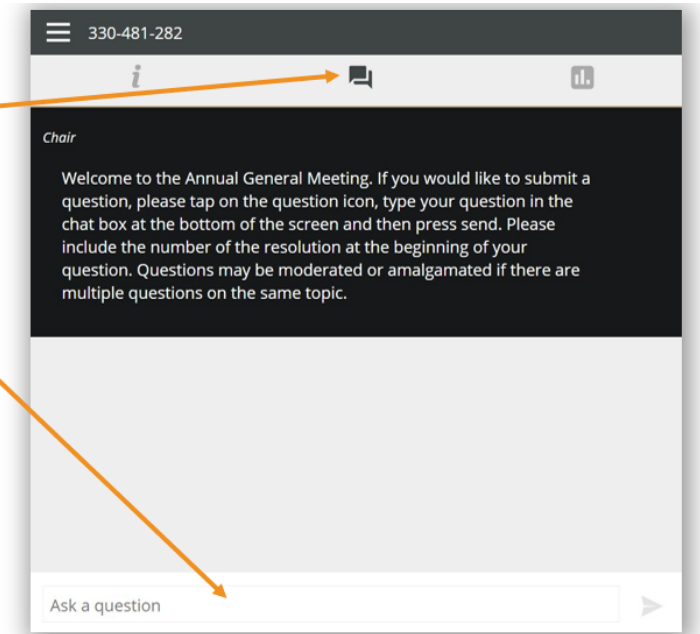 330-481-282
i
Chair
Welcome to the Annual General Meeting. If you would like to submit a
question, please tap on the question icon, type your question in the
chat box at the bottom of the screen and then press send. Please
include the number of the resolution at the beginning of your
question. Questions may be moderated or amalgamated if there are
multiple questions on the same topic.
Ask a question